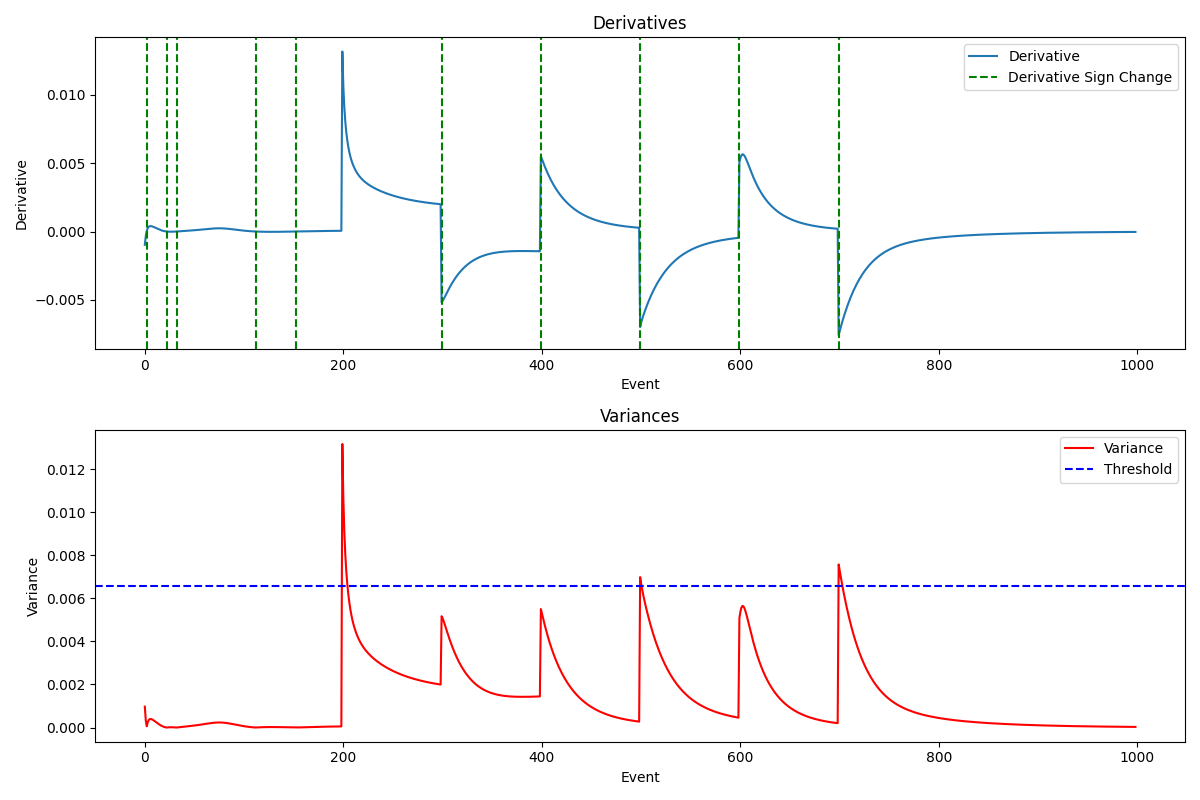 Derivatives
Derivative
Derivative Sign Change
0.010
0.005
0.000
−0.005
Derivative
0
200
400
600
800
1000
Event
Variances
Variance
Threshold
0.012
0.010
0.008
0.006
0.004
0.002
0.000
Variance
0
200
400
600
800
1000
Event